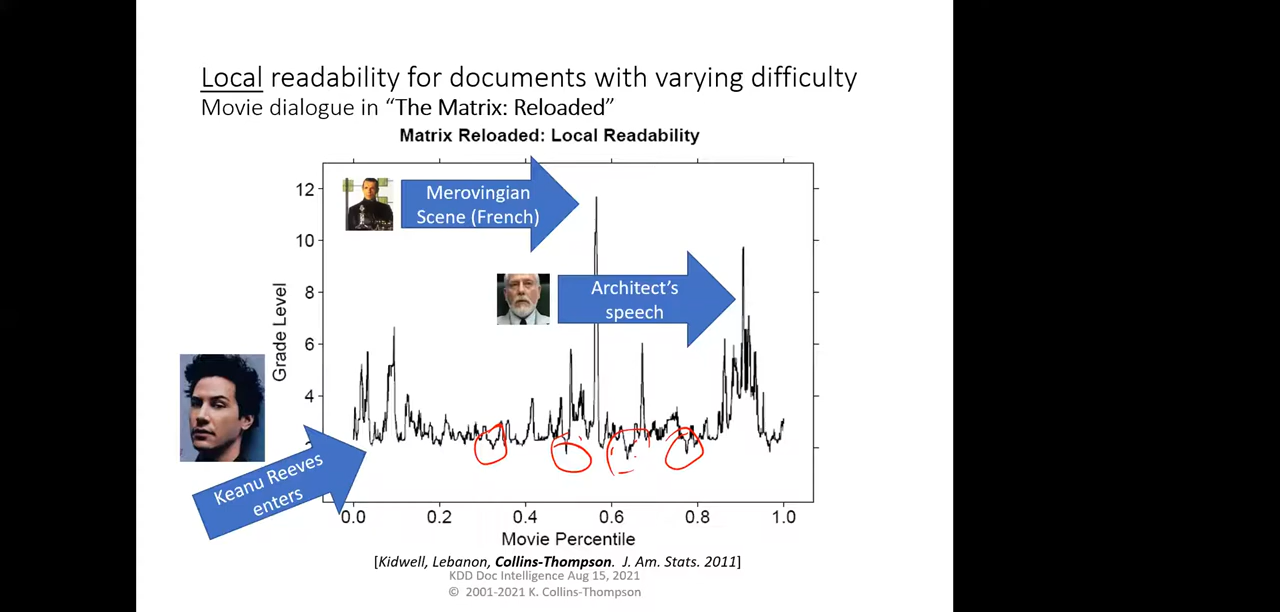 Local readability for documents with varying difficulty
Movie dialogue in “The Matrix: Reloaded”
Matrix Reloaded: Local Readability
12
10
8
6
4
2
Grade Level
Merovingian
Scene (French)
Architect’s
speech
Keanu Reeves
enters
0.0 0.2 0.4 0.6 0.8 1.0
Movie Percentile
[Kidwell, Lebanon, Collins-Thompson. J. Am. Stats. 2011]
KDD Doc Intelligence Aug 15, 2021
© 2001-2021 K. Collins-Thompson